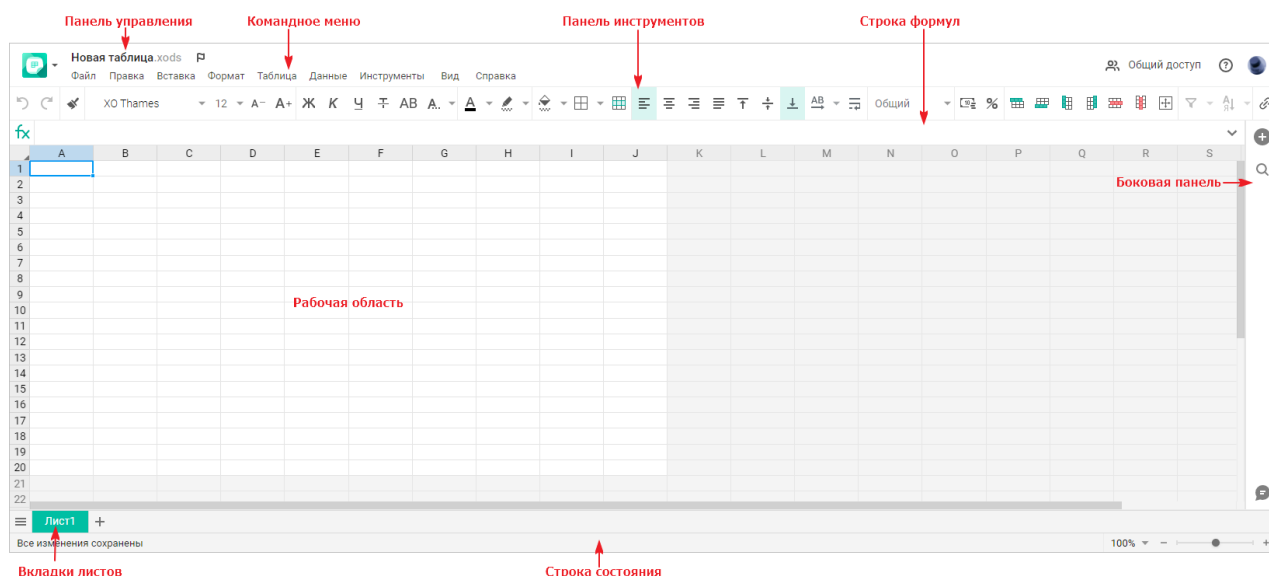 Панель управления Командное меню Панель инструментов Строка формул
Новая таблица.xods
Файл Правка Вставка Формат Таблица Данные Инструменты Вид Справка
Общий доступ
XO Thames 12 A− A+ Ж К Ч Т АВ А. А АВ Общий %
fx
A B C D E F G H I J K L M N O P Q R S
1
2
Боковая панель
3
4
5
6
7
8
9
Рабочая область
10
11
12
13
14
15
16
17
18
19
20
21
22
Лист1 +
Все изменения сохранены 100% − +
Вкладки листов Строка состояния